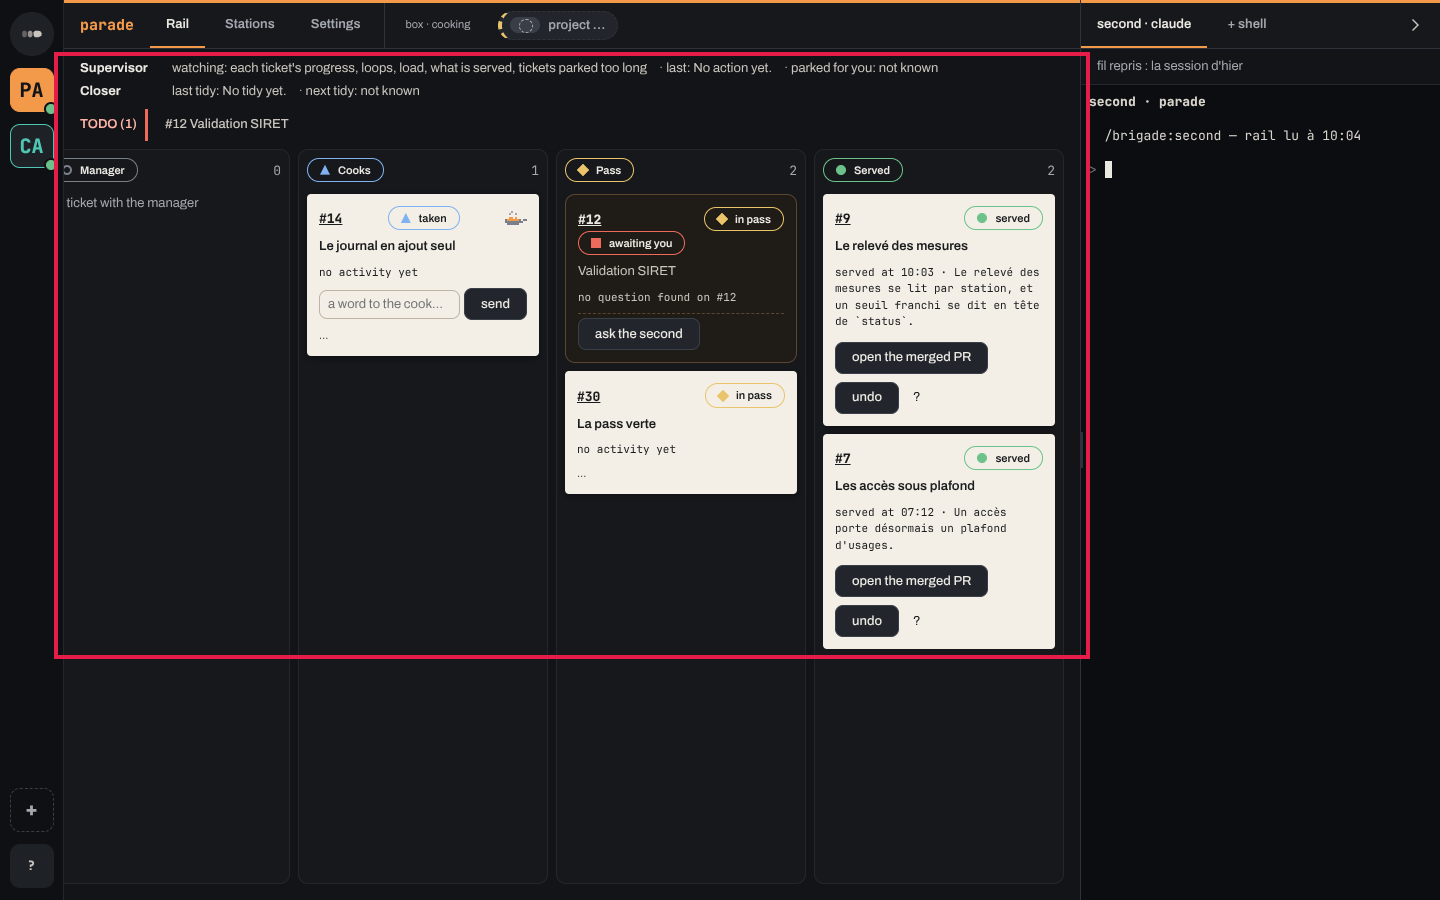 parade
Rail
Stations
Settings
box · cooking
project ...
second · claude
+ shell
PA
CA
+
?
Supervisor
watching: each ticket's progress, loops, load, what is served, tickets parked too long · last: No action yet. · parked for you: not known
Closer
last tidy: No tidy yet. · next tidy: not known
TODO (1)
#12 Validation SIRET
Manager
0
ticket with the manager
Cooks
1
#14
taken
Le journal en ajout seul
no activity yet
a word to the cook...
send
...
Pass
2
#12
in pass
awaiting you
Validation SIRET
no question found on #12
ask the second
#30
in pass
La pass verte
no activity yet
...
Served
2
#9
served
Le relevé des mesures
served at 10:03 · Le relevé des
mesures se lit par station, et
un seuil franchi se dit en tête
de `status`.
open the merged PR
undo
?
#7
served
Les accès sous plafond
served at 07:12 · Un accès
porte désormais un plafond
d'usages.
open the merged PR
undo
?
fil repris : la session d'hier
second · parade
/brigade:second — rail lu à 10:04
>